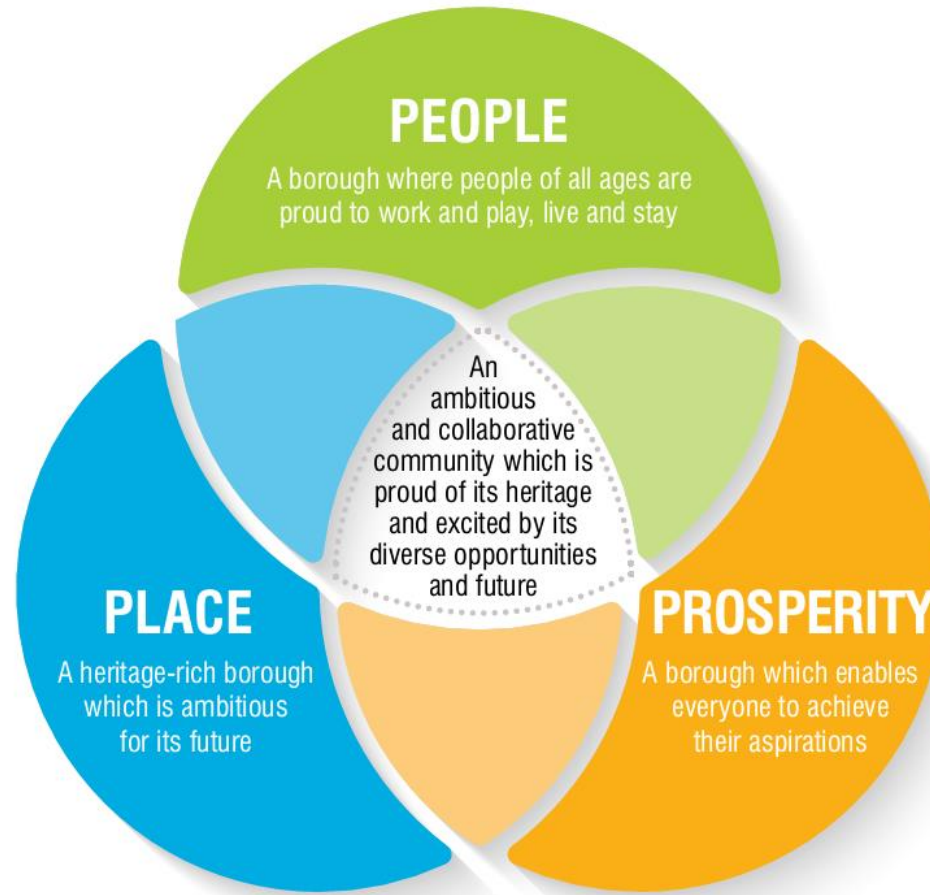 PEOPLE
A borough where people of all ages are
proud to work and play, live and stay
An
ambitious
and collaborative
community which is
proud of its heritage
and excited by its
diverse opportunities
and future
PLACE
A heritage-rich borough
which is ambitious
for its future
PROSPERITY
A borough which enables
everyone to achieve
their aspirations